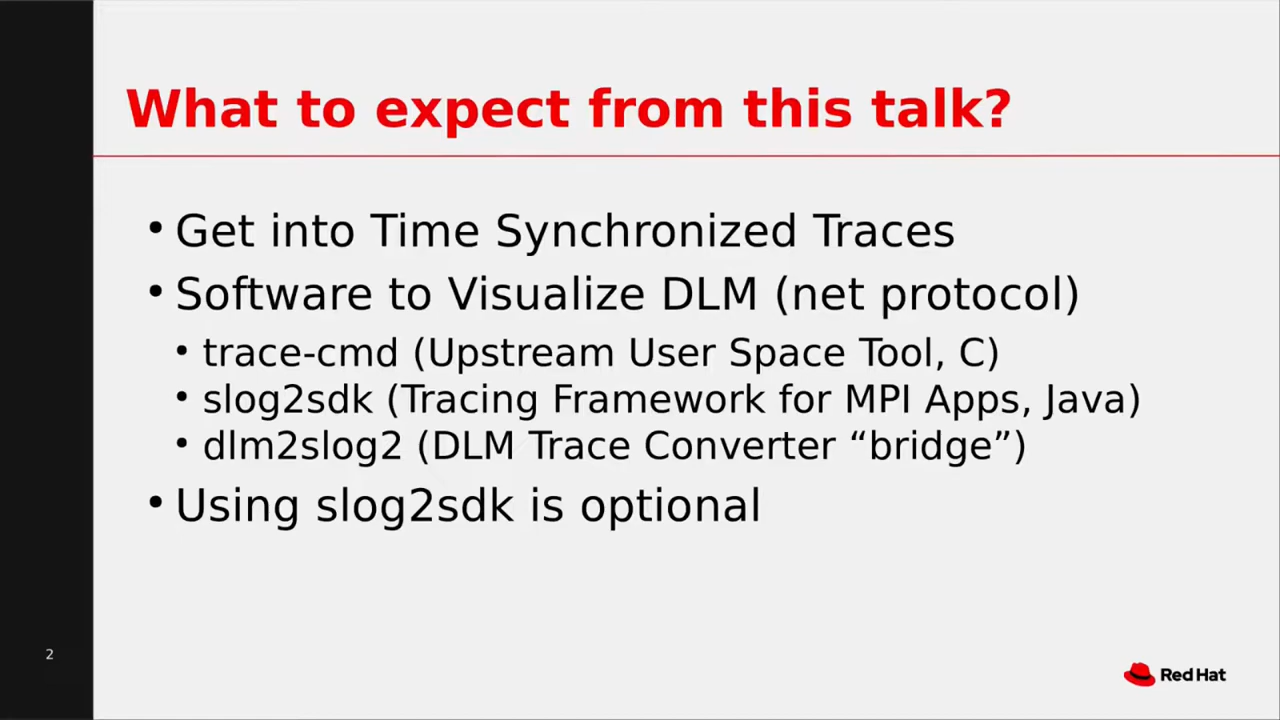 What to expect from this talk?
• Get into Time Synchronized Traces
• Software to Visualize DLM (net protocol)
• trace-cmd (Upstream User Space Tool, C)
• slog2sdk (Tracing Framework for MPI Apps, Java)
• dlm2slog2 (DLM Trace Converter “bridge”)
• Using slog2sdk is optional
2
Red Hat